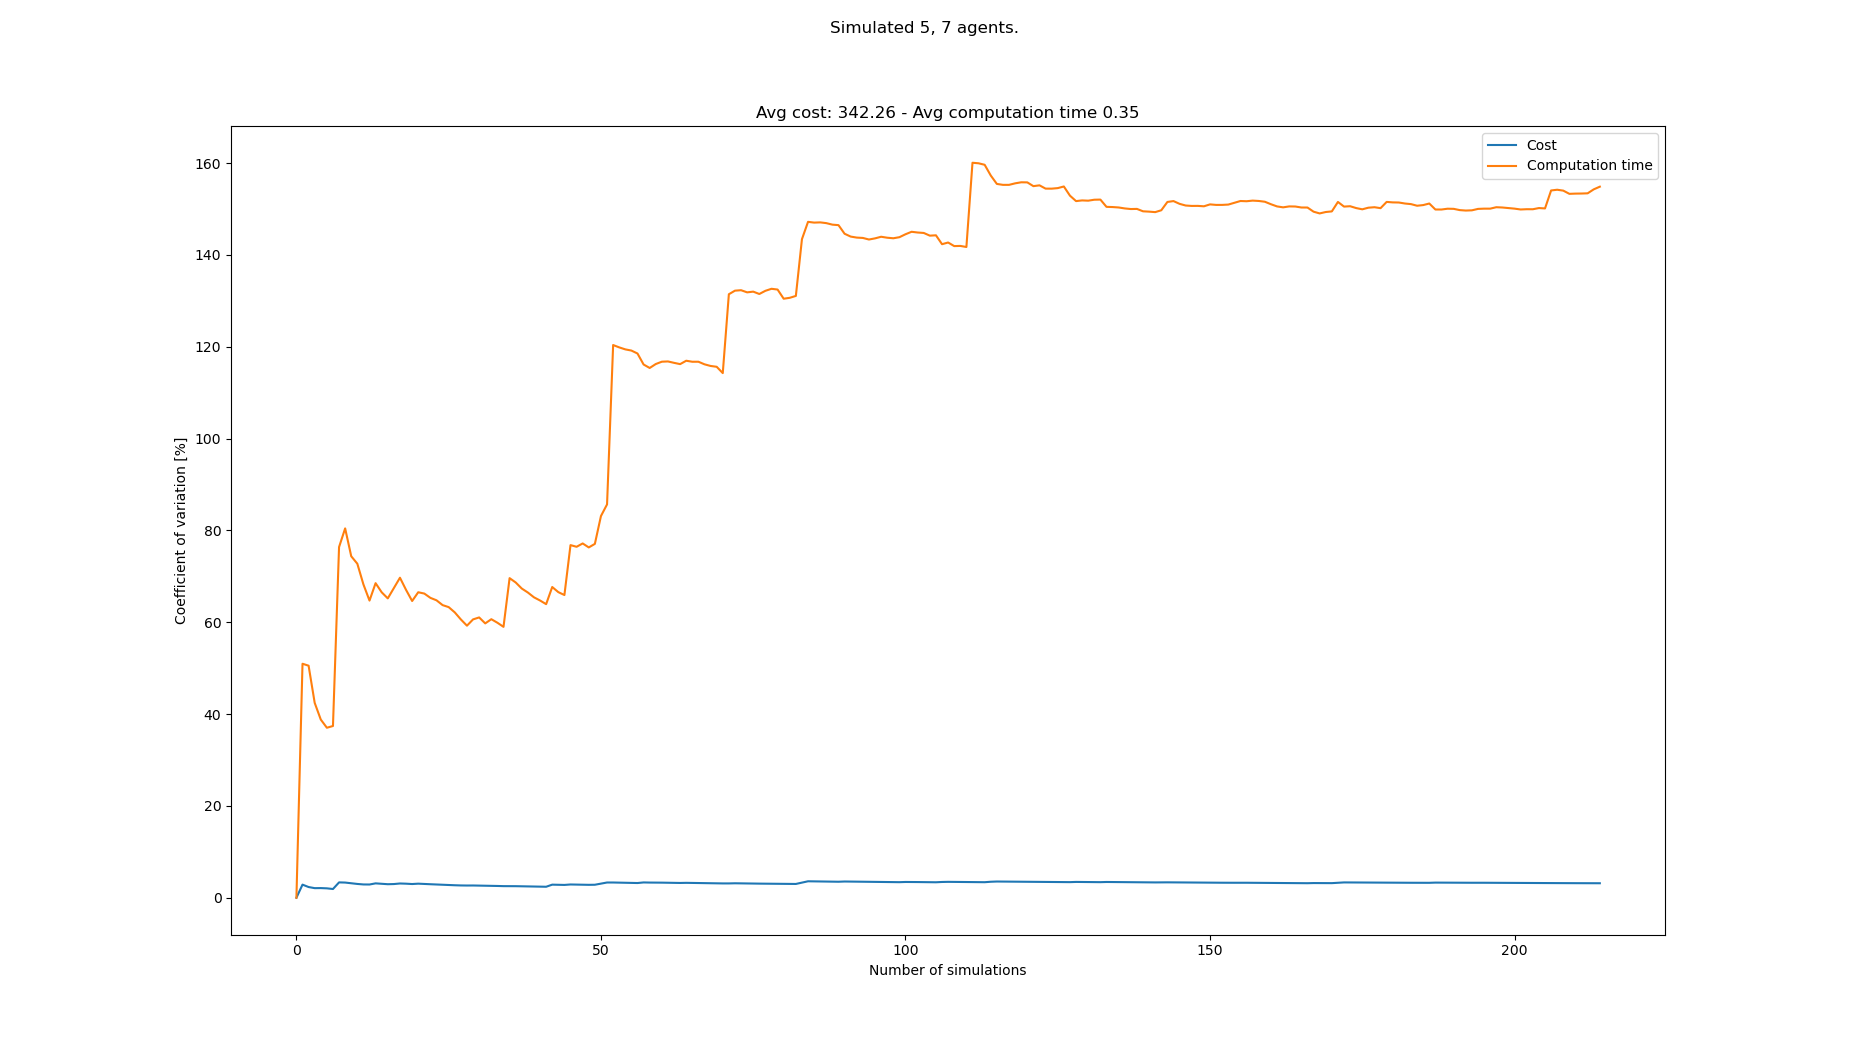 Simulated 5, 7 agents.
Avg cost: 342.26 - Avg computation time 0.35
Cost
Computation time
160
140
120
100
80
60
40
20
0
Coefficient of variation [%]
0 50 100 150 200
Number of simulations